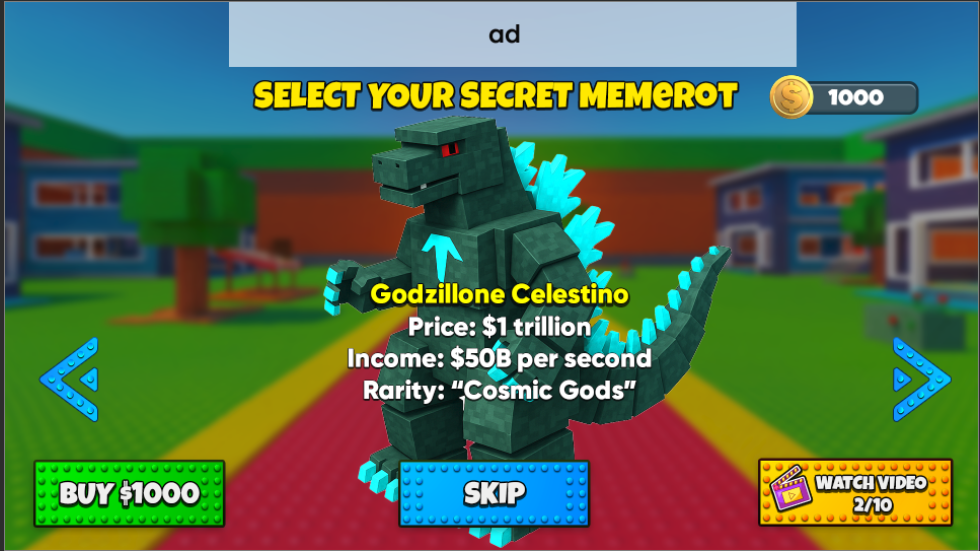 ad
SELECT YOUR SECRET MEMEROT
1000
Godzillone Celestino
Price: $1 trillion
Income: $50B per second
Rarity: “Cosmic Gods”
BUY $1000
SKIP
WATCH VIDEO
2/10